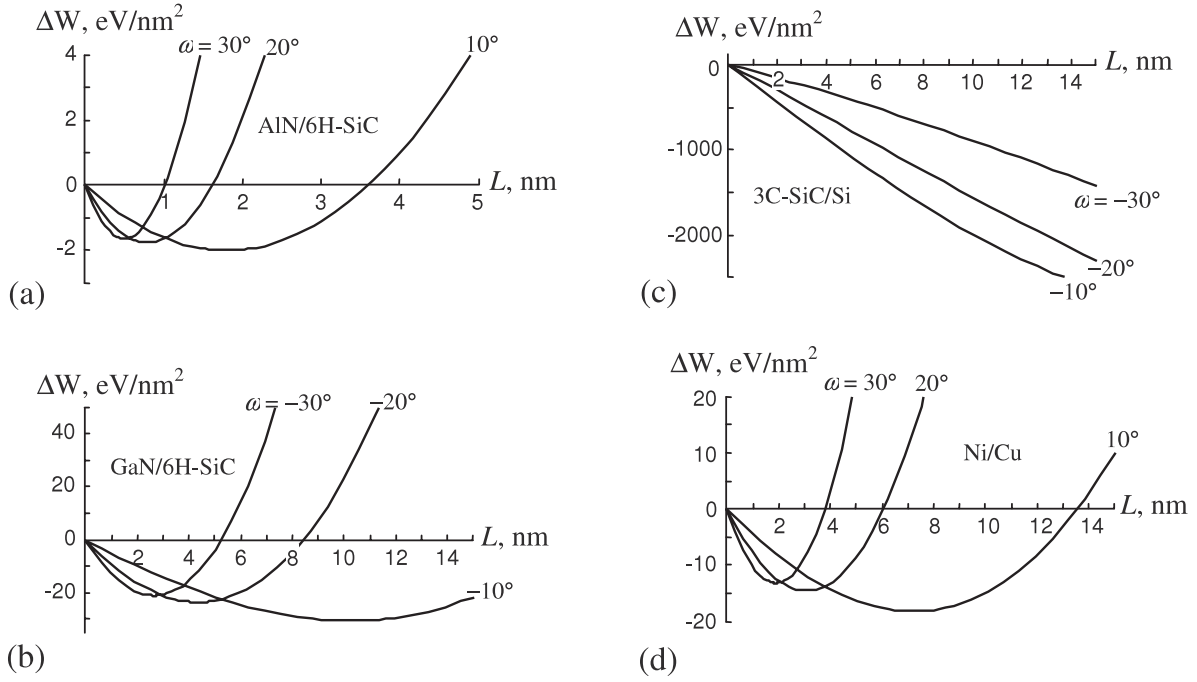 ΔW, eV/nm²
4
2
0
-2
ω = 30°
20°
10°
AlN/6H-SiC
1
2
3
4
5
L, nm
(a)
ΔW, eV/nm²
40
20
0
-20
ω = −30°
−20°
−10°
GaN/6H-SiC
2
4
6
8
10
12
14
L, nm
(b)
ΔW, eV/nm²
0
-1000
-2000
2
4
6
8
10
12
14
L, nm
3C-SiC/Si
ω = −30°
−20°
−10°
(c)
ΔW, eV/nm²
20
10
0
-10
-20
ω = 30°
20°
10°
Ni/Cu
2
4
6
8
10
12
14
L, nm
(d)